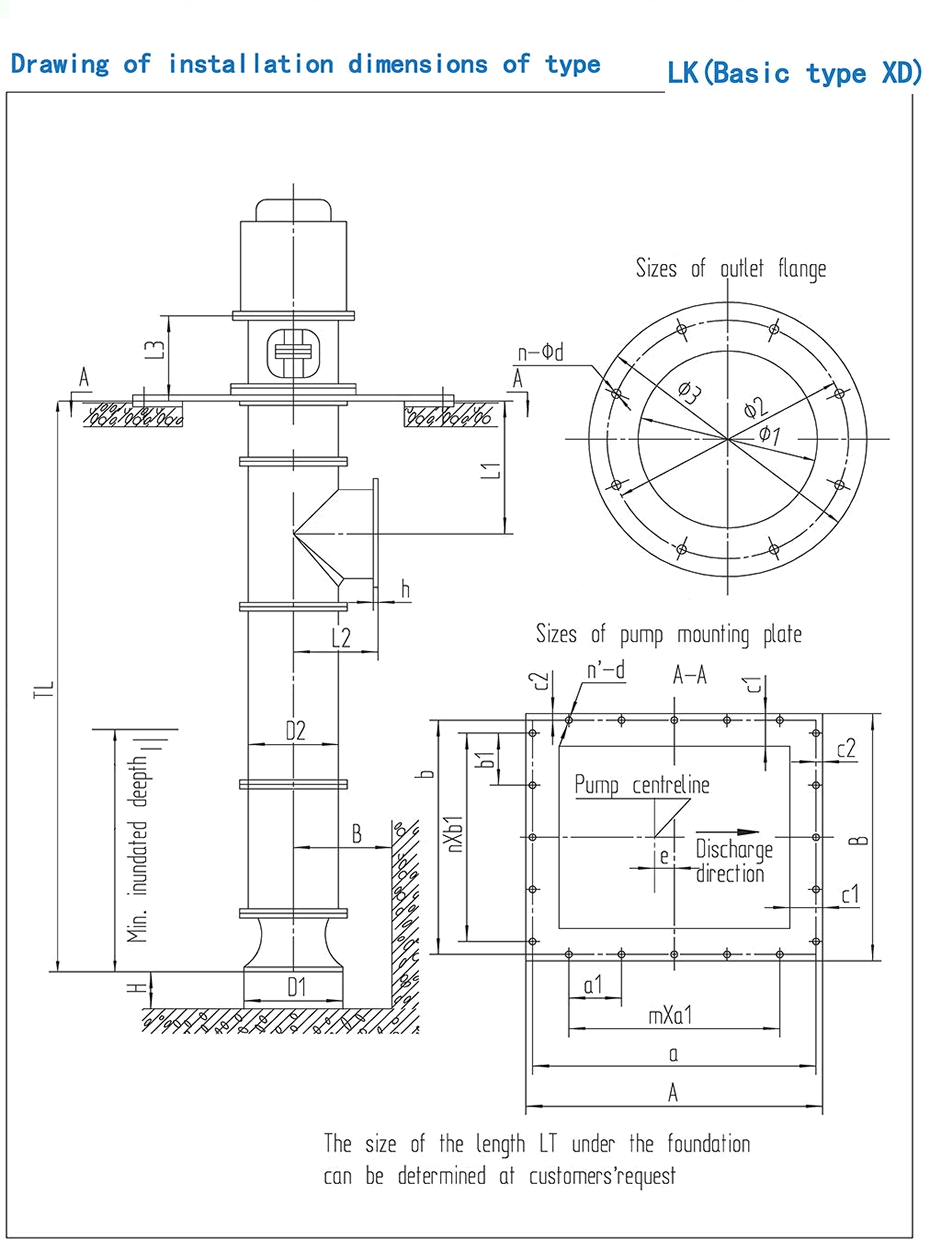 Drawing of installation dimensions of type
LK(Basic type XD)
Sizes of outlet flange
L3
n-Φd
A
A
Φ3
Φ2
Φ1
L1
h
L2
Sizes of pump mounting plate
c2
n'-d
A-A
c1
TL
D2
b
b1
c2
Pump centreline
nXb1
B
Min. inundated deepth
B
e
Discharge
direction
c1
H
D1
a1
mXa1
a
A
The size of the length LT under the foundation
can be determined at customers'request